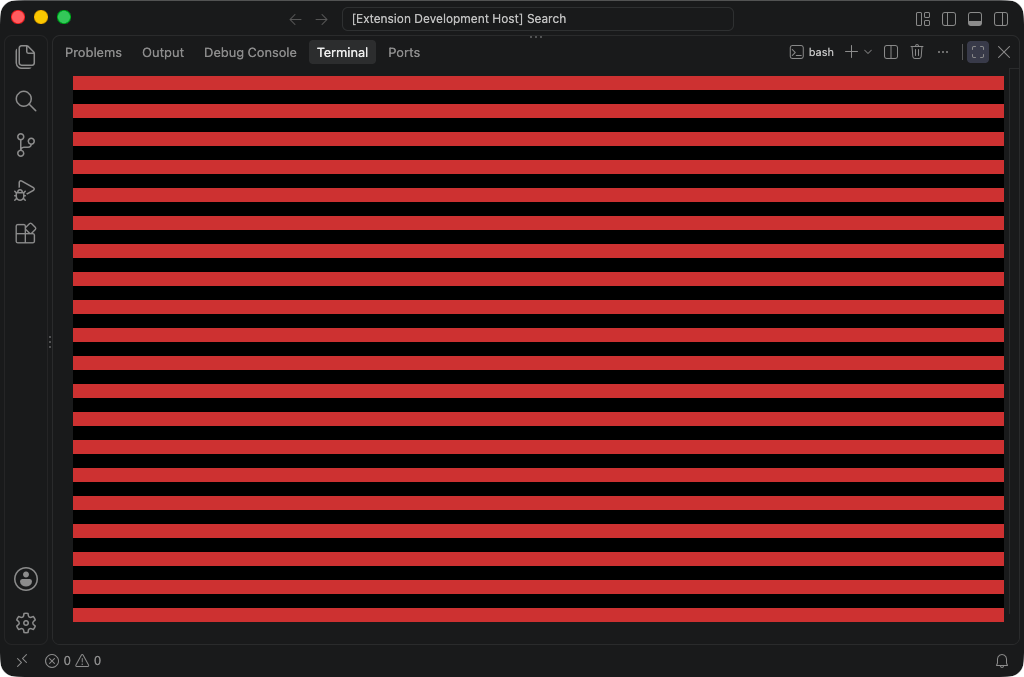 [Extension Development Host] Search
Problems Output Debug Console Terminal Ports bash
0 0